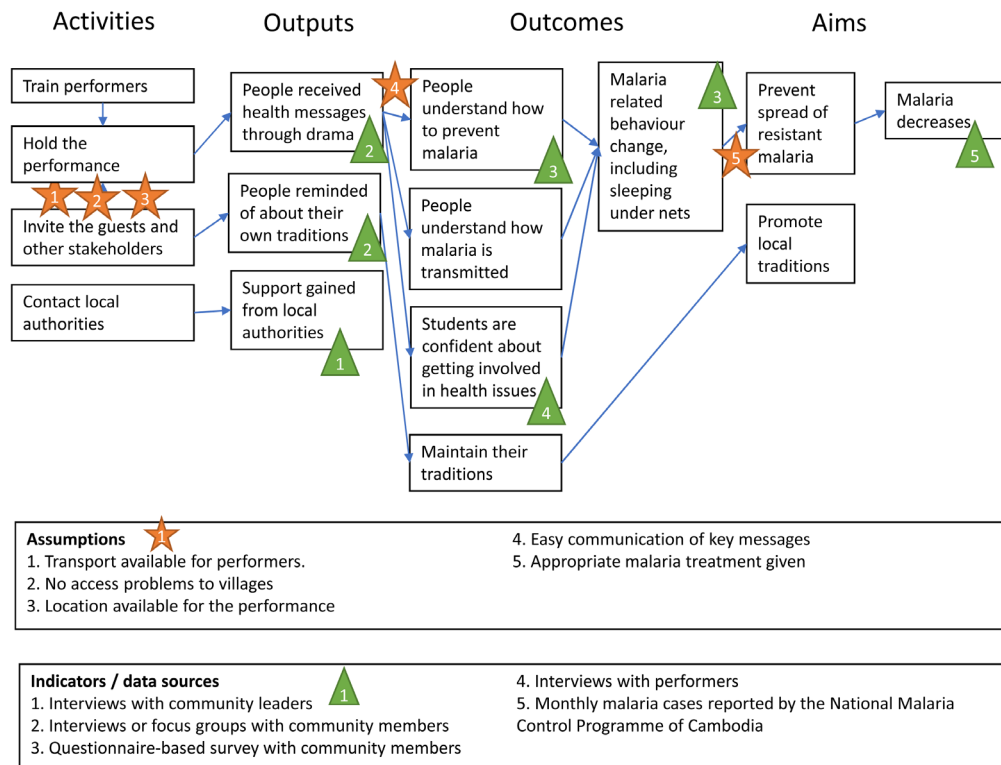 Activities
Outputs
Outcomes
Aims
Train performers
Hold the
performance
1
2
3
Invite the guests and
other stakeholders
Contact local
authorities
People received
health messages
through drama
2
People reminded
of about their
own traditions
2
Support gained
from local
authorities
1
4
People
understand how
to prevent
malaria
3
People
understand how
malaria is
transmitted
Students are
confident about
getting involved
in health issues
4
Maintain their
traditions
Malaria
related
behaviour
change,
including
sleeping
under nets
3
5
Prevent
spread of
resistant
malaria
Promote
local
traditions
Malaria
decreases
5
Assumptions
1
1. Transport available for performers.
2. No access problems to villages
3. Location available for the performance
4. Easy communication of key messages
5. Appropriate malaria treatment given
Indicators / data sources
1
1. Interviews with community leaders
2. Interviews or focus groups with community members
3. Questionnaire-based survey with community members
4. Interviews with performers
5. Monthly malaria cases reported by the National Malaria
Control Programme of Cambodia